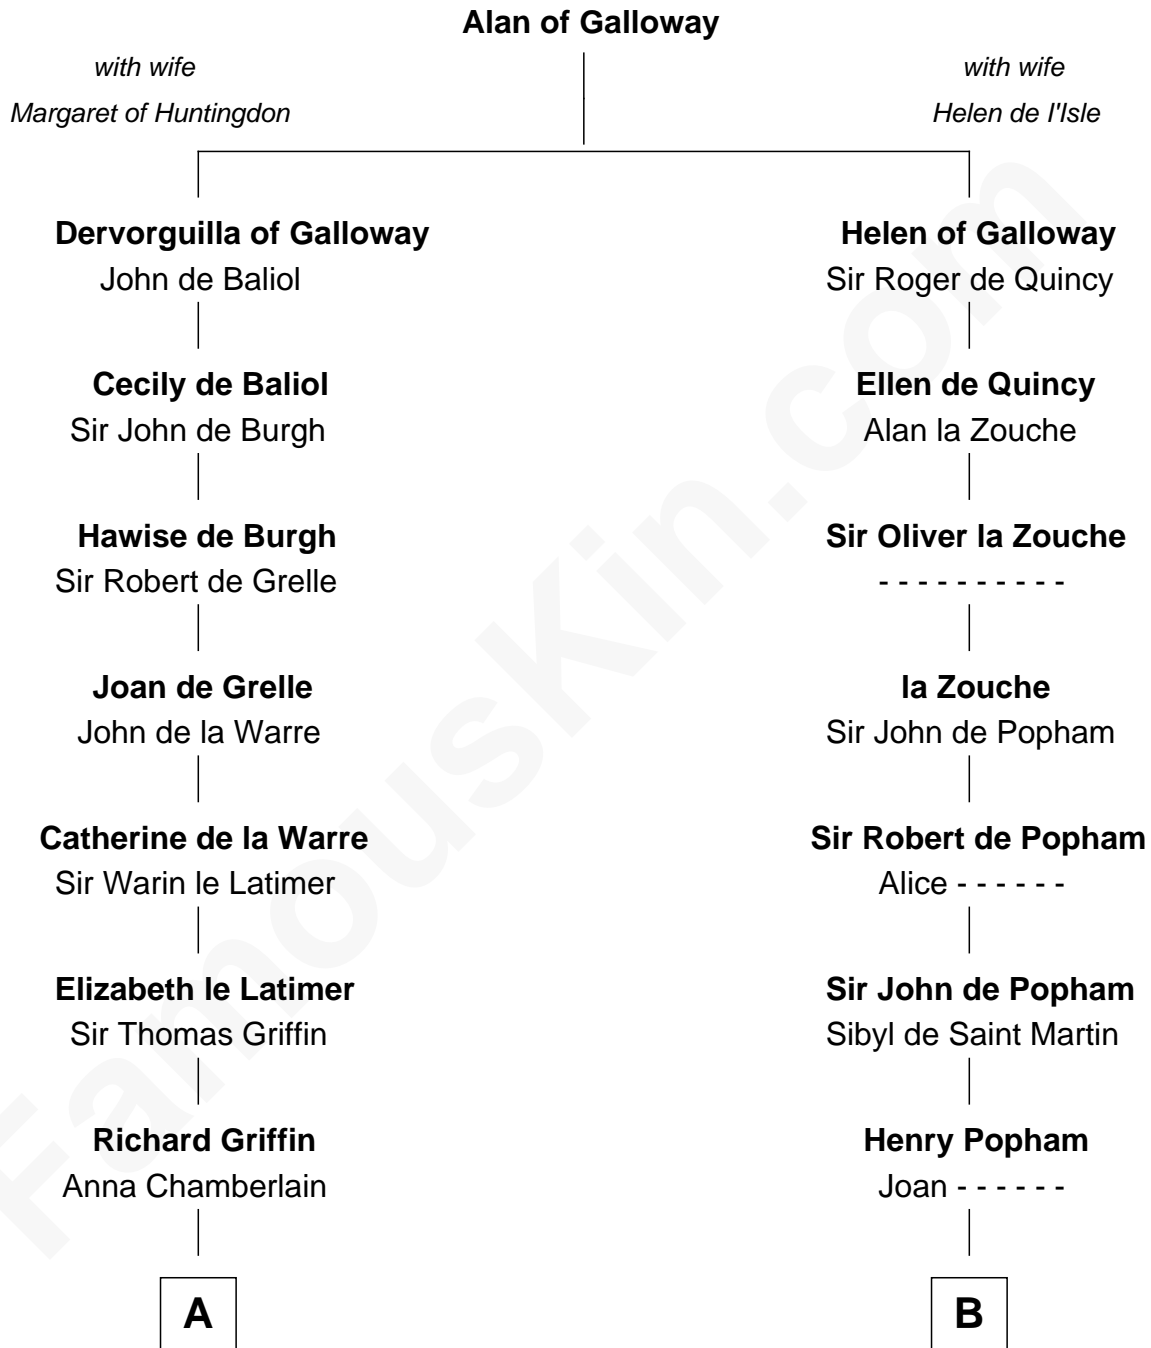 Alan of Galloway
with wife
Margaret of Huntingdon
with wife
Helen de l'Isle
Dervorguilla of Galloway
John de Baliol
Helen of Galloway
Sir Roger de Quincy
Cecily de Baliol
Sir John de Burgh
Ellen de Quincy
Alan la Zouche
Hawise de Burgh
Sir Robert de Grelle
Sir Oliver la Zouche
- - - - - - - - - -
Joan de Grelle
John de la Warre
la Zouche
Sir John de Popham
Catherine de la Warre
Sir Warin le Latimer
Sir Robert de Popham
Alice - - - - - -
Elizabeth le Latimer
Sir Thomas Griffin
Sir John de Popham
Sibyl de Saint Martin
Richard Griffin
Anna Chamberlain
Henry Popham
Joan - - - - - -
A
B
FamousKin.com